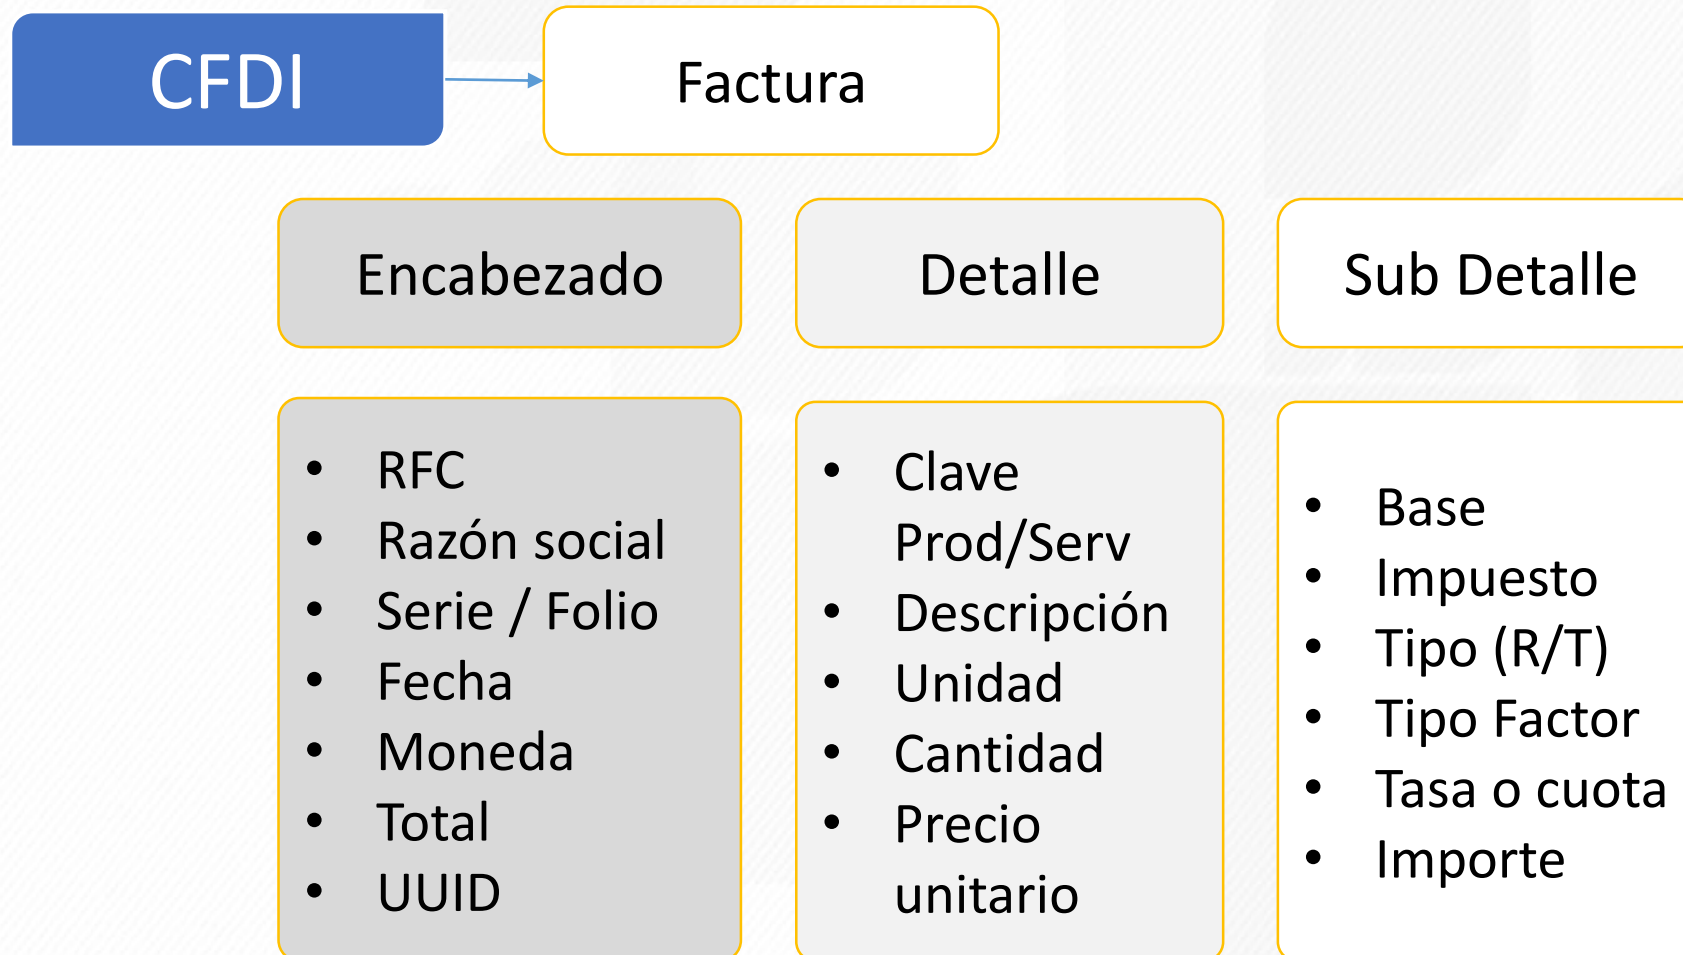 CFDI
Factura
Encabezado
Detalle
Sub Detalle
• RFC
• Razón social
• Serie / Folio
• Fecha
• Moneda
• Total
• UUID
• Clave
Prod/Serv
• Descripción
• Unidad
• Cantidad
• Precio
unitario
• Base
• Impuesto
• Tipo (R/T)
• Tipo Factor
• Tasa o cuota
• Importe